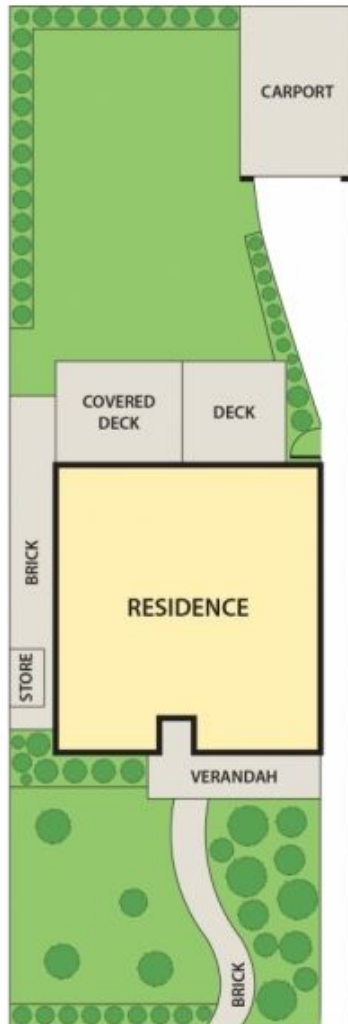 CARPORT
COVERED
DECK
DECK
BRICK
RESIDENCE
STORE
VERANDAH
BRICK